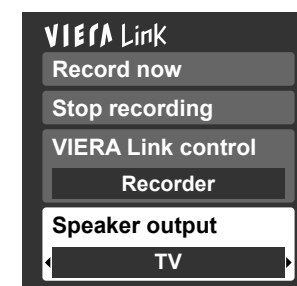 VIERA Link
Record now
Stop recording
VIERA Link control
Recorder
Speaker output
TV